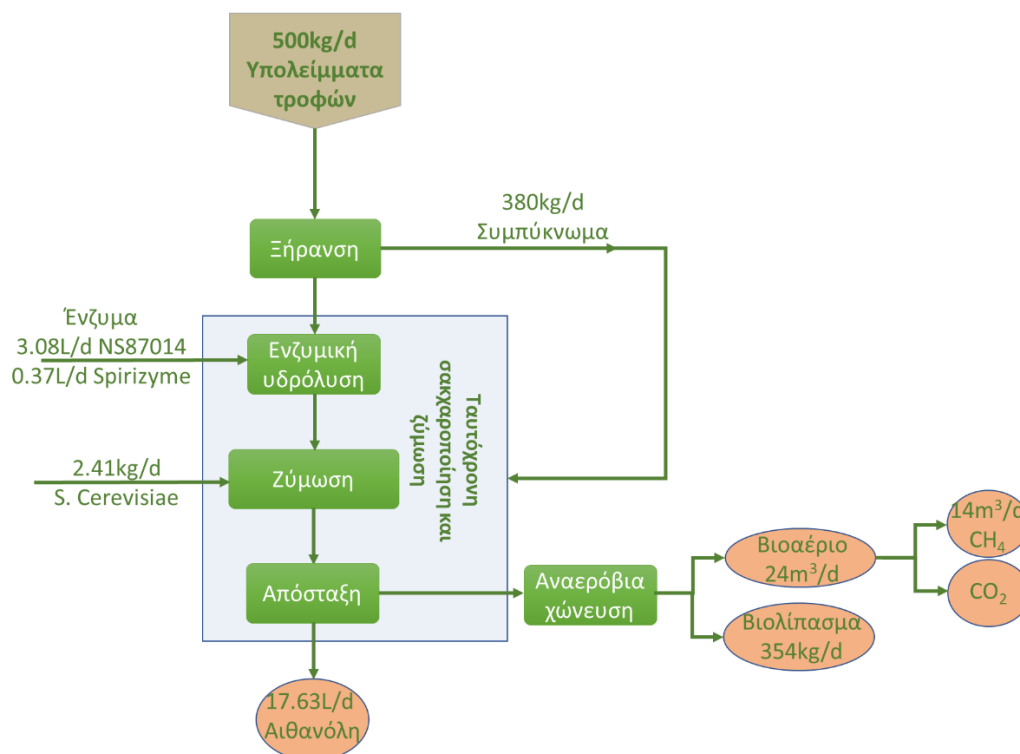 500kg/d
Υπολείμματα
τροφών
380kg/d
Συμπύκνωμα
Ξήρανση
Ένζυμα
3.08L/d NS87014
0.37L/d Spirizyme
Ενζυμική
υδρόλυση
Ταυτόχρονη
σακχαροποίηση και
ζύμωση
2.41kg/d
S. Cerevisiae
Ζύμωση
Απόσταξη
Αναερόβια
χώνευση
Βιοαέριο
24m³/d
14m³/d
CH₄
CO₂
Βιολίπασμα
354kg/d
17.63L/d
Αιθανόλη